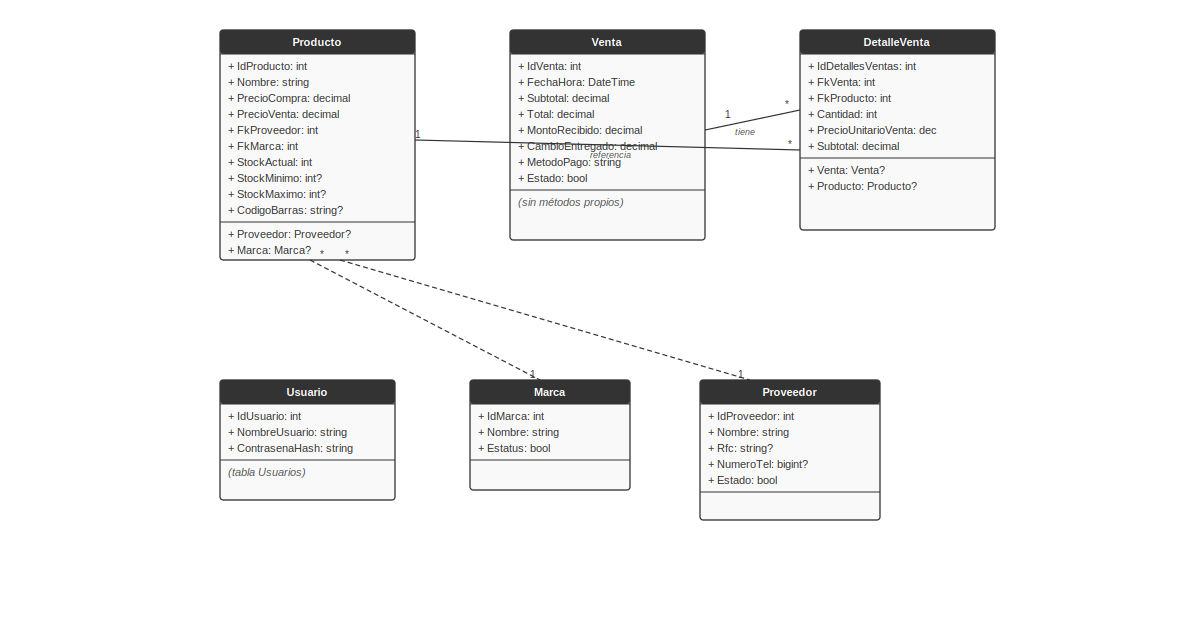 Producto
+ IdProducto: int
+ Nombre: string
+ PrecioCompra: decimal
+ PrecioVenta: decimal
+ FkProveedor: int
+ FkMarca: int
+ StockActual: int
+ StockMinimo: int?
+ StockMaximo: int?
+ CodigoBarras: string?
+ Proveedor: Proveedor?
+ Marca: Marca?
* *
1
Venta
+ IdVenta: int
+ FechaHora: DateTime
+ Subtotal: decimal
+ Total: decimal
+ MontoRecibido: decimal
+ CambioEntregado: decimal
referencia
+ MetodoPago: string
+ Estado: bool
(sin métodos propios)
1
*
tiene
*
DetalleVenta
+ IdDetallesVentas: int
+ FkVenta: int
+ FkProducto: int
+ Cantidad: int
+ PrecioUnitarioVenta: dec
+ Subtotal: decimal
+ Venta: Venta?
+ Producto: Producto?
Usuario
+ IdUsuario: int
+ NombreUsuario: string
+ ContrasenaHash: string
(tabla Usuarios)
1
Marca
+ IdMarca: int
+ Nombre: string
+ Estatus: bool
1
Proveedor
+ IdProveedor: int
+ Nombre: string
+ Rfc: string?
+ NumeroTel: bigint?
+ Estado: bool